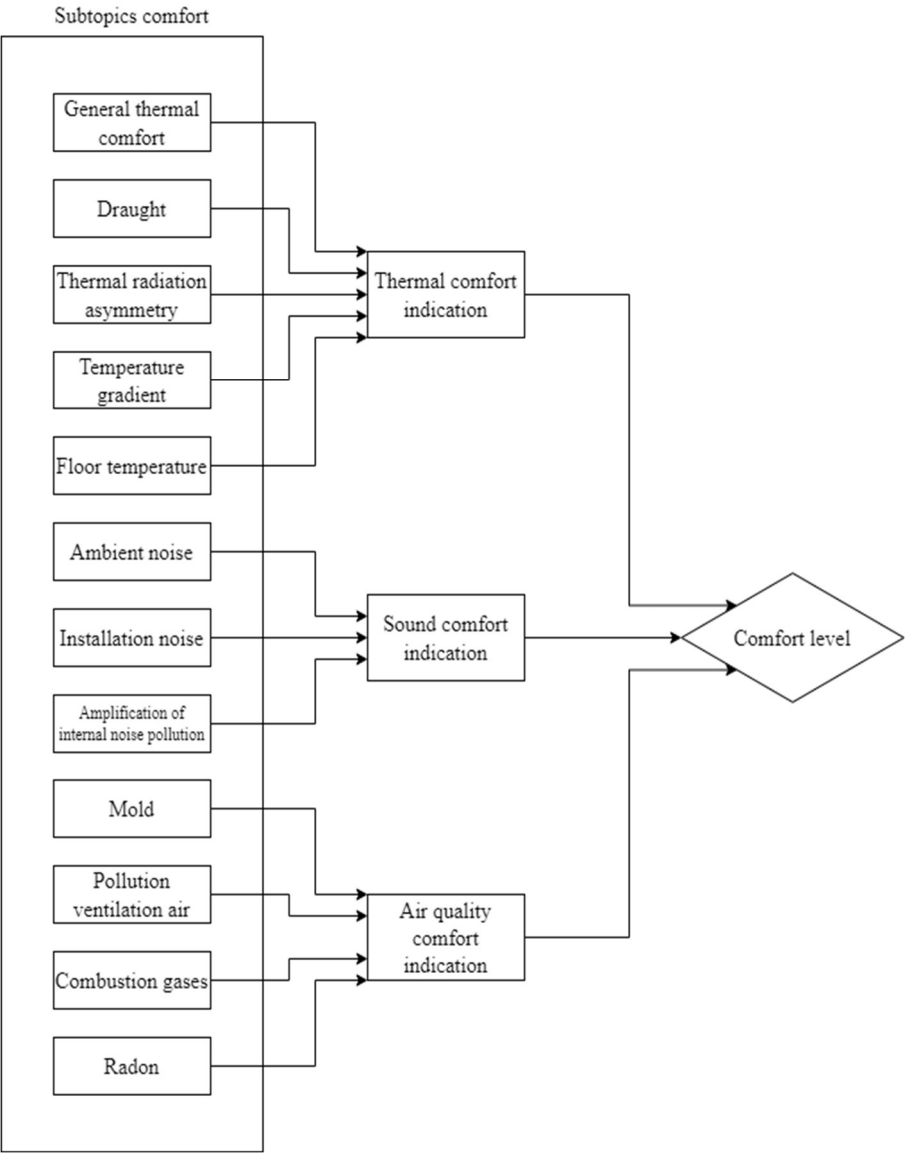 Subtopics comfort
General thermal
comfort
Draught
Thermal radiation
asymmetry
Temperature
gradient
Floor temperature
Ambient noise
Installation noise
Amplification of
internal noise pollution
Mold
Pollution
ventilation air
Combustion gases
Radon
Thermal comfort
indication
Sound comfort
indication
Air quality
comfort
indication
Comfort level